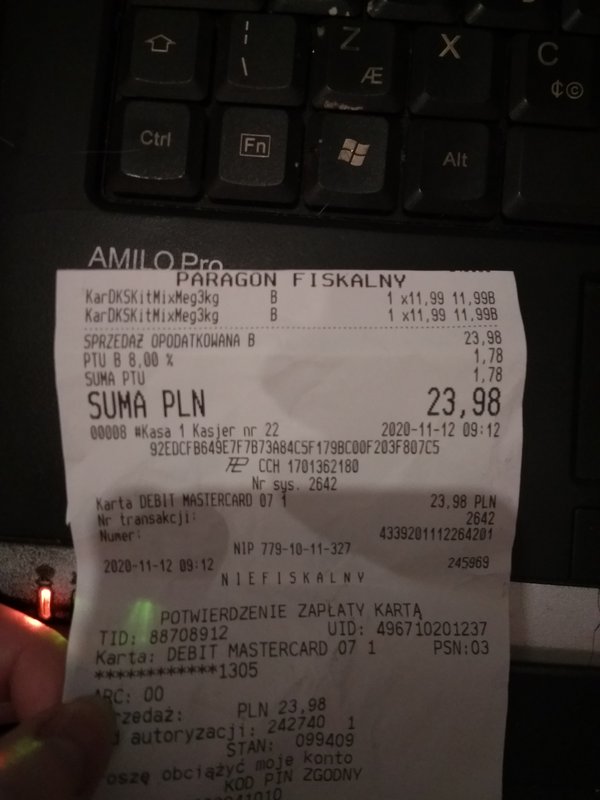 Z
X
C
\
Æ
¢©
Ctrl
Fn
Alt
AMILO Pro
PARAGON FISKALNY
KarDKSKitMixMeg3kg B 1 x11,99 11,99B
KarDKSKitMixMeg3kg B 1 x11,99 11,99B
SPRZEDAŻ OPODATKOWANA B 23,98
PTU B 8,00 % 1,78
SUMA PTU 1,78
SUMA PLN 23,98
00008 #Kasa 1 Kasjer nr 22 2020-11-12 09:12
92EDCFB649E7F7B73A84C5F179BC00F203F807C5
CCH 1701362180
Nr sys. 2642
Karta DEBIT MASTERCARD 07 1 23,98 PLN
Nr transakcji: 2642
Numer: 4339201112264201
NIP 779-10-11-327
2020-11-12 09:12 245969
NIEFISKALNY
POTWIERDZENIE ZAPŁATY KARTĄ
TID: 88708912 UID: 496710201237
Karta: DEBIT MASTERCARD 07 1 PSN:03
************1305
ARC: 00
rzedaż: PLN 23,98
autoryzacji: 242740 1
STAN: 099409
oszę obciążyć moje konto
KOD PIN ZGODNY